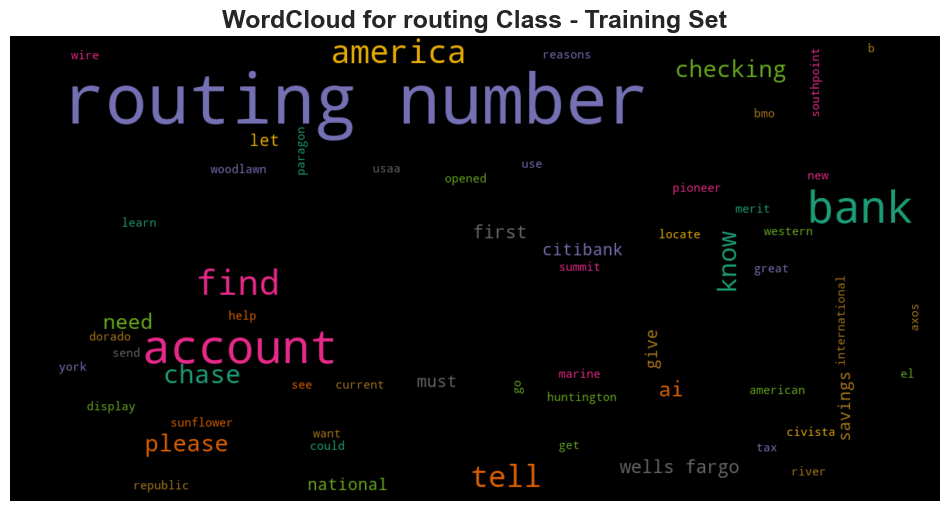 WordCloud for routing Class - Training Set
wire
america
reasons
b
checking
southpoint
routing number
bmo
let
paragon
woodlawn
usaa
use
opened
new
pioneer
bank
merit
learn
first
locate
western
know
citibank
summit
great
find
international
axos
need
help
dorado
account
send
give
york
chase
see
current
must
go
marine
ai
american
el
huntington
savings
display
sunflower
please
want
could
get
civista
tax
wells fargo
river
tell
republic
national